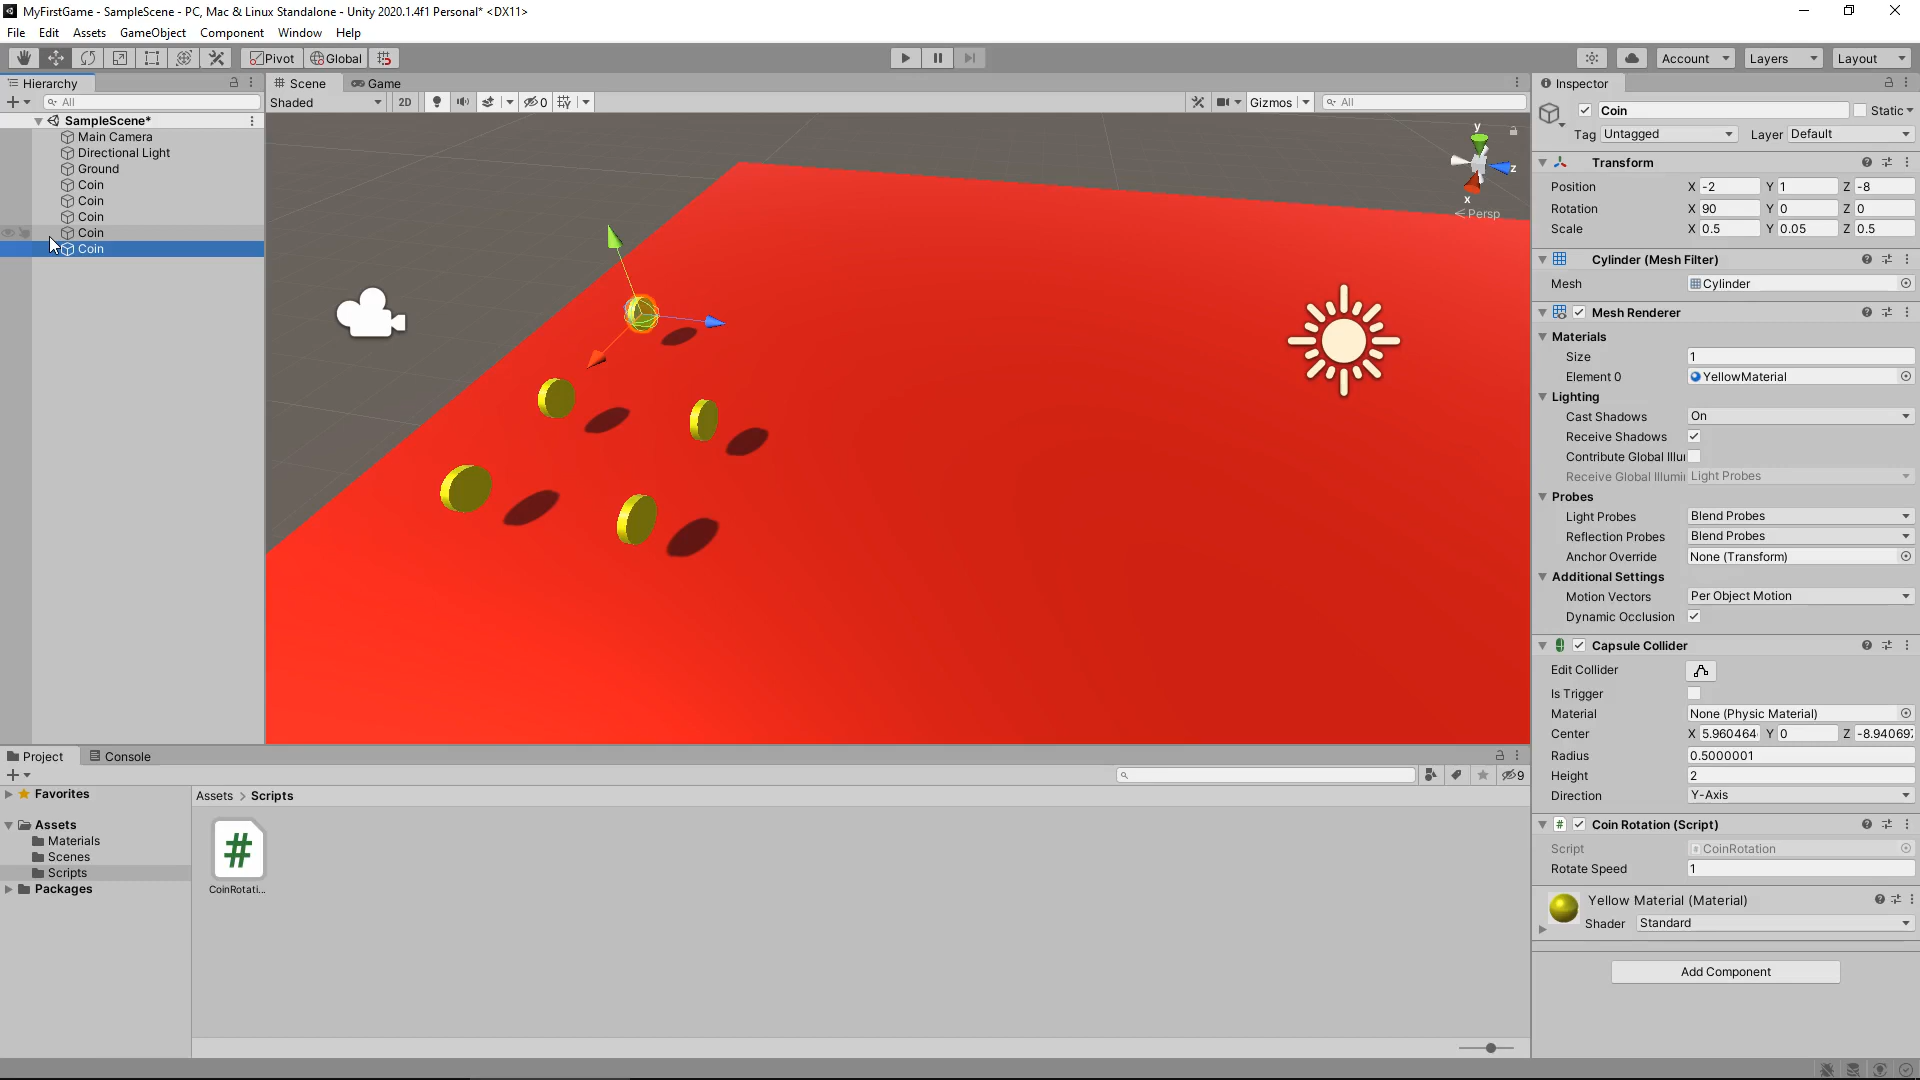 MyFirstGame - SampleScene - PC, Mac & Linux Standalone - Unity 2020.1.4f1 Personal* <DX11>
File Edit Assets GameObject Component Window Help
Pivot Global Account Layers Layout
Hierarchy Scene Game Inspector
All Shaded 2D 0 Gizmos All
Coin Static
Tag Untagged Layer Default
SampleScene*
Main Camera
Directional Light
Ground
Coin
Coin
Coin
Coin
Coin
y
z
x
Persp
Transform
Position X -2 Y 1 Z -8
Rotation X 90 Y 0 Z 0
Scale X 0.5 Y 0.05 Z 0.5
Cylinder (Mesh Filter)
Mesh Cylinder
Mesh Renderer
Materials
Size 1
Element 0 YellowMaterial
Lighting
Cast Shadows On
Receive Shadows
Contribute Global Illu
Receive Global Illumin Light Probes
Probes
Light Probes Blend Probes
Reflection Probes Blend Probes
Anchor Override None (Transform)
Additional Settings
Motion Vectors Per Object Motion
Dynamic Occlusion
Capsule Collider
Edit Collider
Is Trigger
Material None (Physic Material)
Center X 5.960464 Y 0 Z -8.94069
Radius 0.5000001
Height 2
Direction Y-Axis
# Coin Rotation (Script)
Script # CoinRotation
Rotate Speed 1
Yellow Material (Material)
Shader Standard
Add Component
Project Console
9
Favorites
Assets
Materials
Scenes
Scripts
Packages
Assets > Scripts
#
CoinRotati...